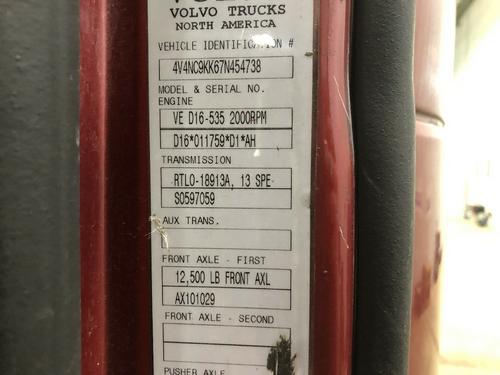 VOLVO
VOLVO TRUCKS
NORTH AMERICA
VEHICLE IDENTIFICATION #
4V4NC9KK67N454738
MODEL & SERIAL NO.
ENGINE
VE D16-535 2000RPM
D16*011759*D1*AH
TRANSMISSION
RTLO-18913A, 13 SPE
S0597059
AUX TRANS.
FRONT AXLE - FIRST
12,500 LB FRONT AXL
AX101029
FRONT AXLE - SECOND
PUSHER AXLE